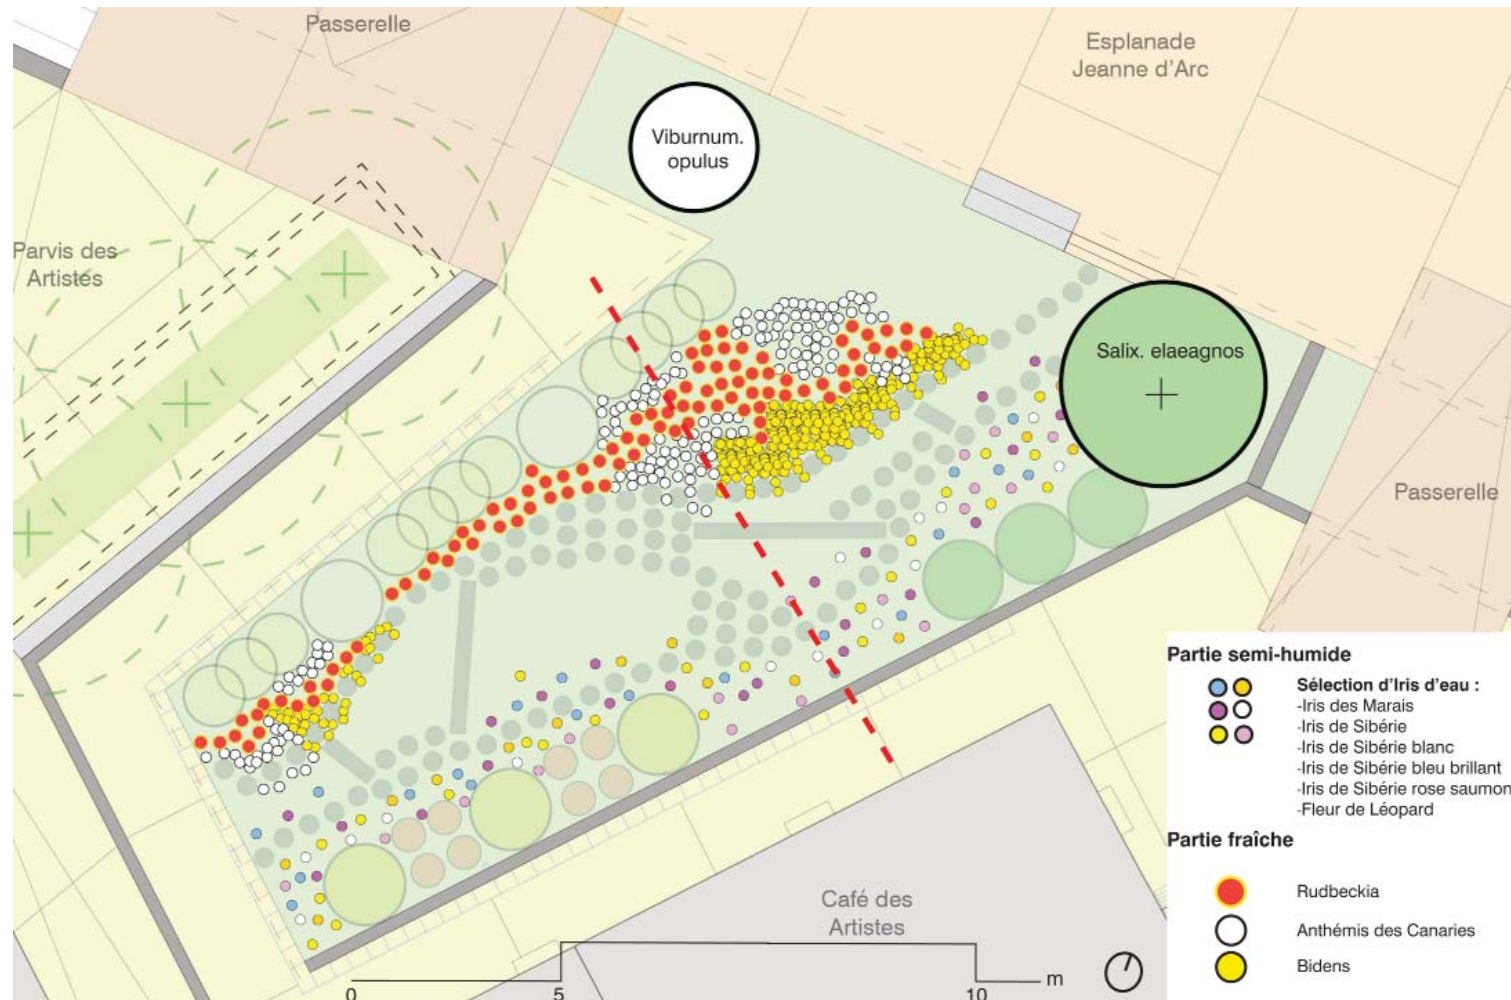 Passerelle
Esplanade
Jeanne d'Arc
Viburnum.
opulus
Parvis des
Artistes
Salix. elaeagnos
Passerelle
Partie semi-humide
Sélection d'Iris d'eau :
-Iris des Marais
-Iris de Sibérie
-Iris de Sibérie blanc
-Iris de Sibérie bleu brillant
-Iris de Sibérie rose saumon
-Fleur de Léopard
Partie fraîche
Rudbeckia
Anthémis des Canaries
Bidens
Café des
Artistes
0 5 10 m